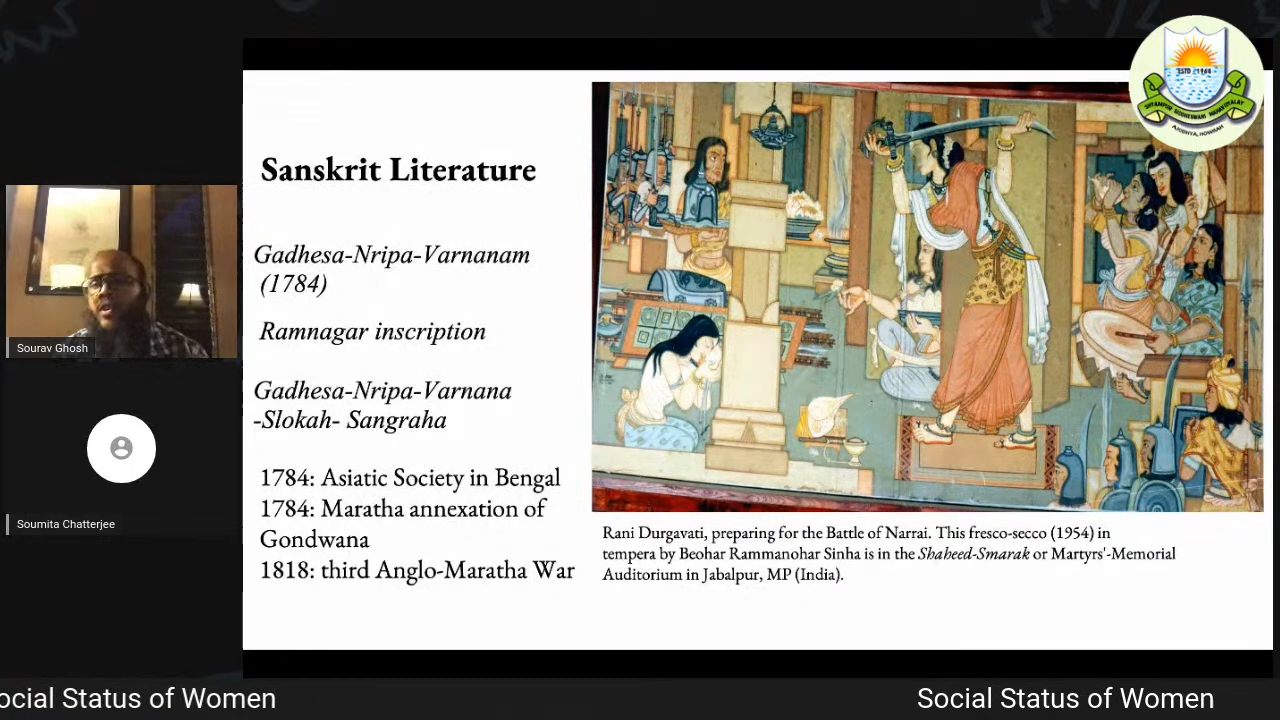 ESTD 1964
Sanskrit Literature
Gadhesa-Nripa-Varnanam
(1784)
Ramnagar inscription
Gadhesa-Nripa-Varnana
-Slokah- Sangraha
1784: Asiatic Society in Bengal
1784: Maratha annexation of
Gondwana
1818: third Anglo-Maratha War
Rani Durgavati, preparing for the Battle of Narrai. This fresco-secco (1954) in
tempera by Beohar Rammanohar Sinha is in the Shaheed-Smarak or Martyrs'-Memorial
Auditorium in Jabalpur, MP (India).
Sourav Ghosh
Soumita Chatterjee
ocial Status of Women
Social Status of Women